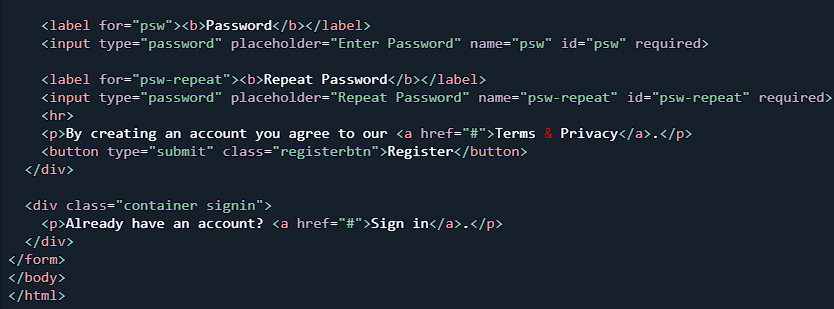 <label for="psw"><b>Password</b></label>
<input type="password" placeholder="Enter Password" name="psw" id="psw" required>
<label for="psw-repeat"><b>Repeat Password</b></label>
<input type="password" placeholder="Repeat Password" name="psw-repeat" id="psw-repeat" required>
<hr>
<p>By creating an account you agree to our <a href="#">Terms & Privacy</a>.</p>
<button type="submit" class="registerbtn">Register</button>
</div>
<div class="container signin">
<p>Already have an account? <a href="#">Sign in</a>.</p>
</div>
</form>
</body>
</html>